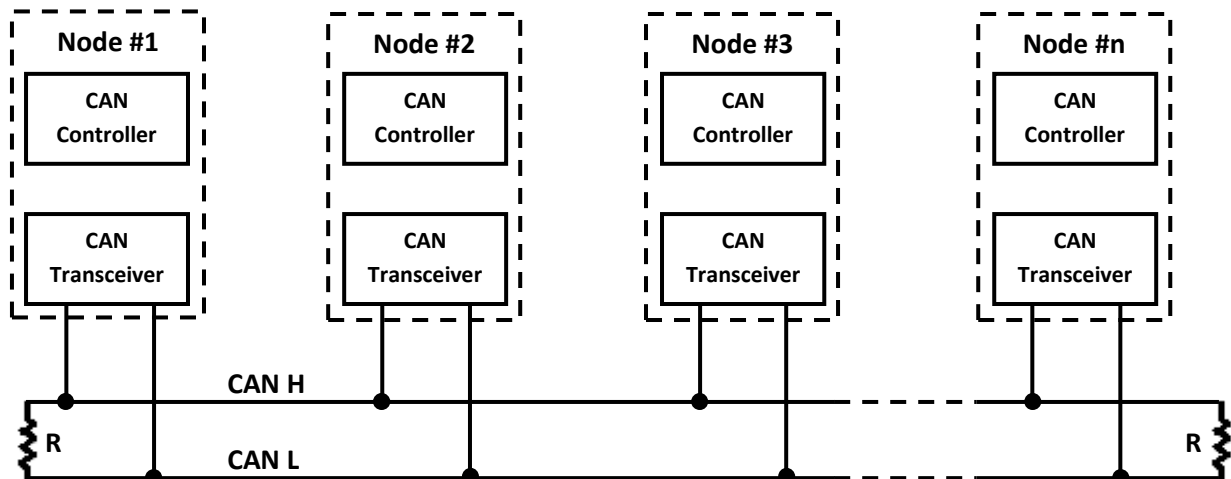 Node #1
CAN
Controller
CAN
Transceiver
Node #2
CAN
Controller
CAN
Transceiver
Node #3
CAN
Controller
CAN
Transceiver
Node #n
CAN
Controller
CAN
Transceiver
CAN H
R
R
CAN L